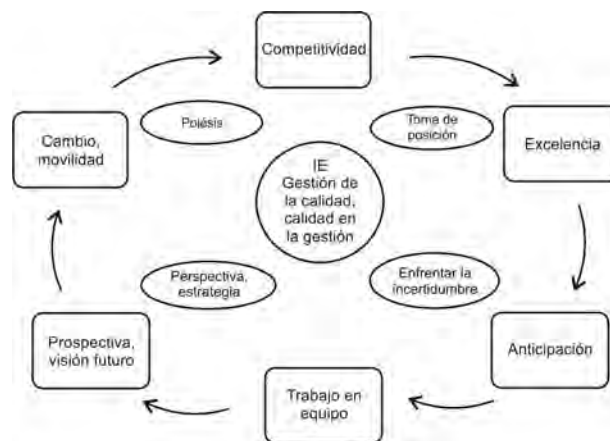 Competitividad
Poiésis
Toma de
posición
Cambio,
movilidad
Excelencia
IE
Gestión de
la calidad,
calidad en
la gestión
Perspectiva,
estrategia
Enfrentar la
incertidumbre
Prospectiva,
visión futuro
Anticipación
Trabajo en
equipo